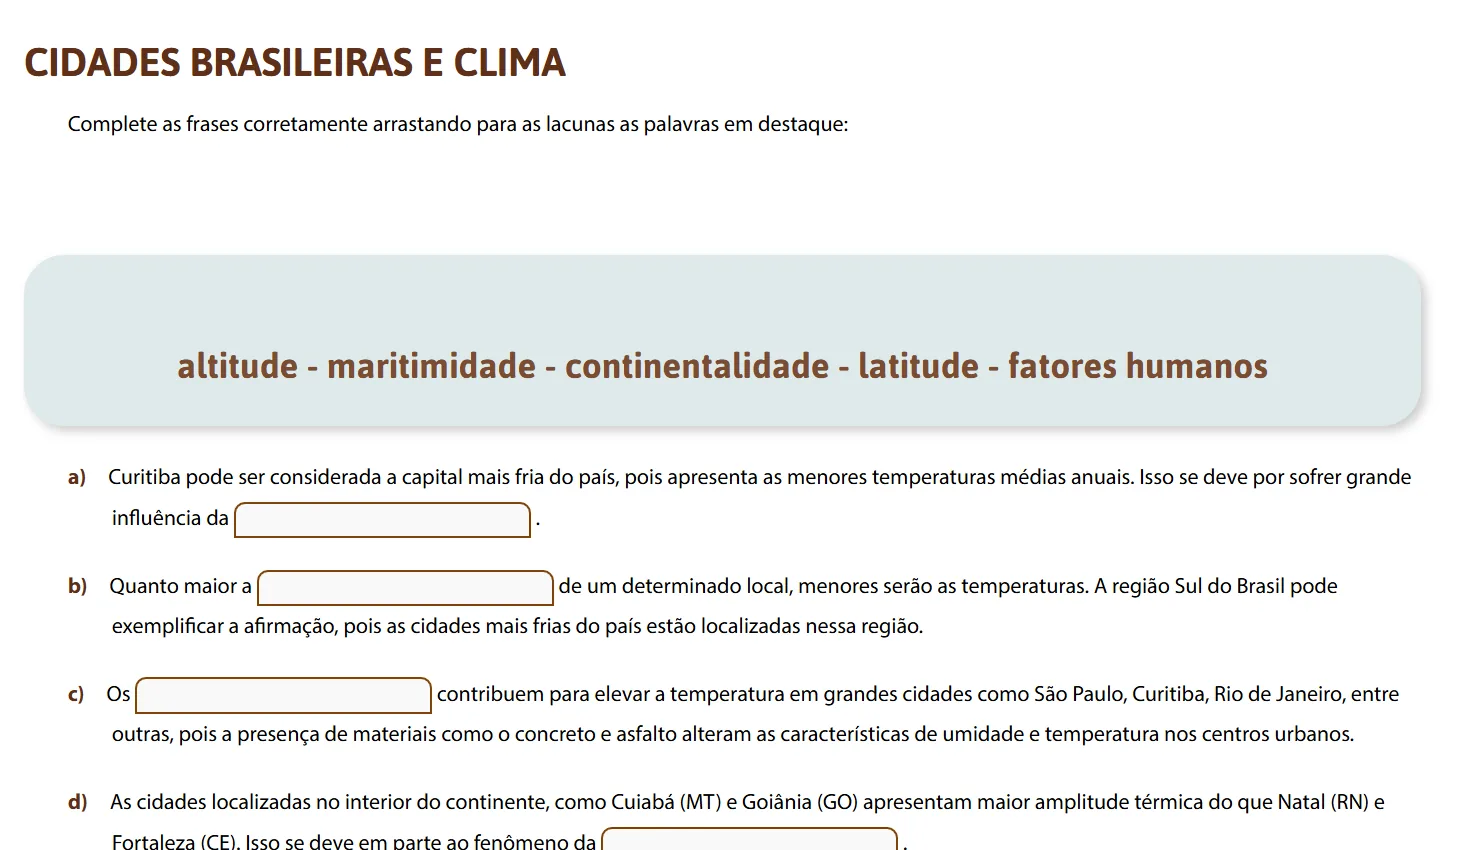 CIDADES BRASILEIRAS E CLIMA
Complete as frases corretamente arrastando para as lacunas as palavras em destaque:
altitude - maritimidade - continentalidade - latitude - fatores humanos
a) Curitiba pode ser considerada a capital mais fria do país, pois apresenta as menores temperaturas médias anuais. Isso se deve por sofrer grande
influência da .
b) Quanto maior a de um determinado local, menores serão as temperaturas. A região Sul do Brasil pode
exemplificar a afirmação, pois as cidades mais frias do país estão localizadas nessa região.
c) Os contribuem para elevar a temperatura em grandes cidades como São Paulo, Curitiba, Rio de Janeiro, entre
outras, pois a presença de materiais como o concreto e asfalto alteram as características de umidade e temperatura nos centros urbanos.
d) As cidades localizadas no interior do continente, como Cuiabá (MT) e Goiânia (GO) apresentam maior amplitude térmica do que Natal (RN) e
Fortaleza (CE). Isso se deve em parte ao fenômeno da .